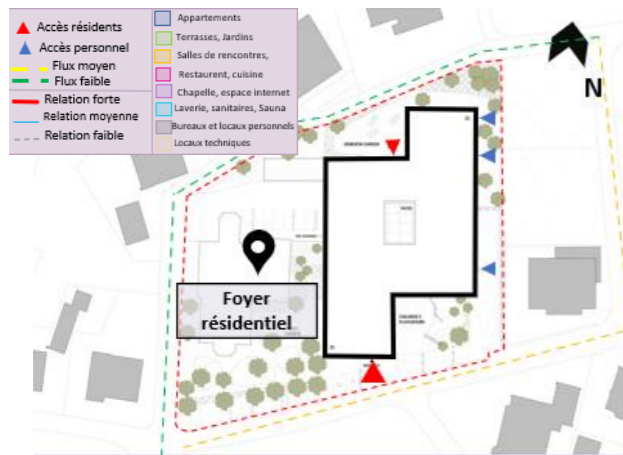 Accès résidents
Accès personnel
Flux moyen
Flux faible
Relation forte
Relation moyenne
Relation faible
Appartements
Terrasses, Jardins
Salles de rencontres,
Restaurent, cuisine
Chapelle, espace internet
Laverie, sanitaires, Sauna
Bureaux et locaux personnels
Locaux techniques
N
Foyer
résidentiel